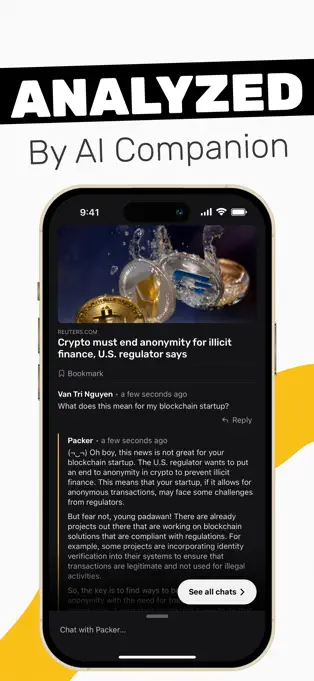 ANALYZED
By AI Companion
9:41
REUTERS.COM
Crypto must end anonymity for illicit
finance, U.S. regulator says
Bookmark
Van Tri Nguyen • a few seconds ago
What does this mean for my blockchain startup?
Reply
Packer • a few seconds ago
(¬‿¬) Oh boy, this news is not great for your
blockchain startup. The U.S. regulator wants to put
an end to anonymity in crypto to prevent illicit
finance. This means that your startup, if it allows for
anonymous transactions, may face some challenges
from regulators.
But fear not, young padawan! There are already
projects out there that are working on blockchain
solutions that are compliant with regulations. For
example, some projects are incorporating identity
verification into their systems to ensure that
transactions are legitimate and not used for illegal
activities.
So, the key is to find ways to
anonymity with the need for
See all chats
Chat with Packer...